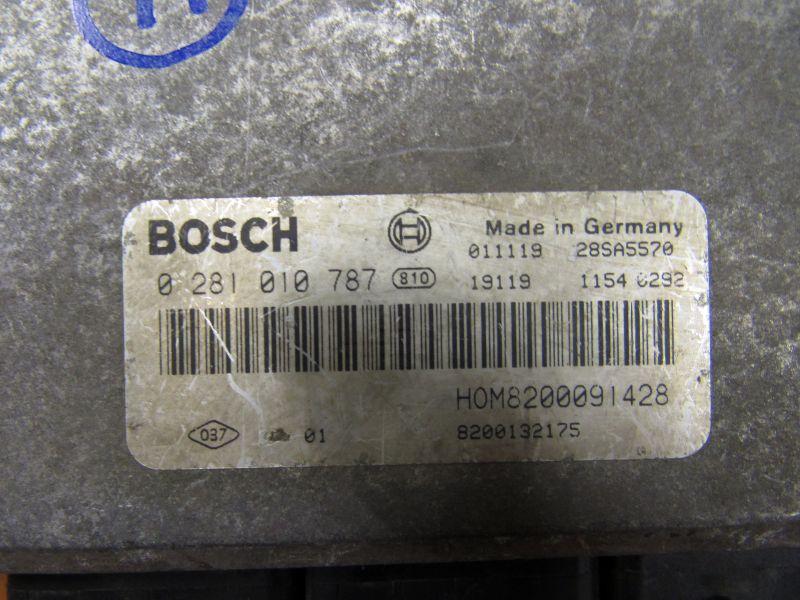 BOSCH Made in Germany
011119 28SA5570
0 281 010 787 810 19119 1154 0292
HOM8200091428
037 01 8200132175